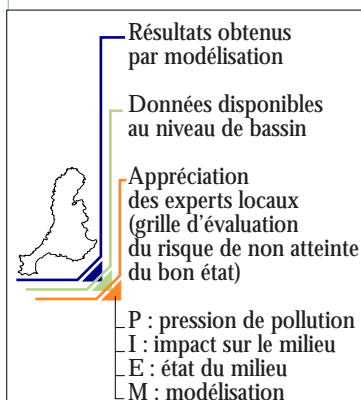 Résultats obtenus
par modélisation
Données disponibles
au niveau de bassin
Appréciation
des experts locaux
(grille d'évaluation
du risque de non atteinte
du bon état)
P : pression de pollution
I : impact sur le milieu
E : état du milieu
M : modélisation